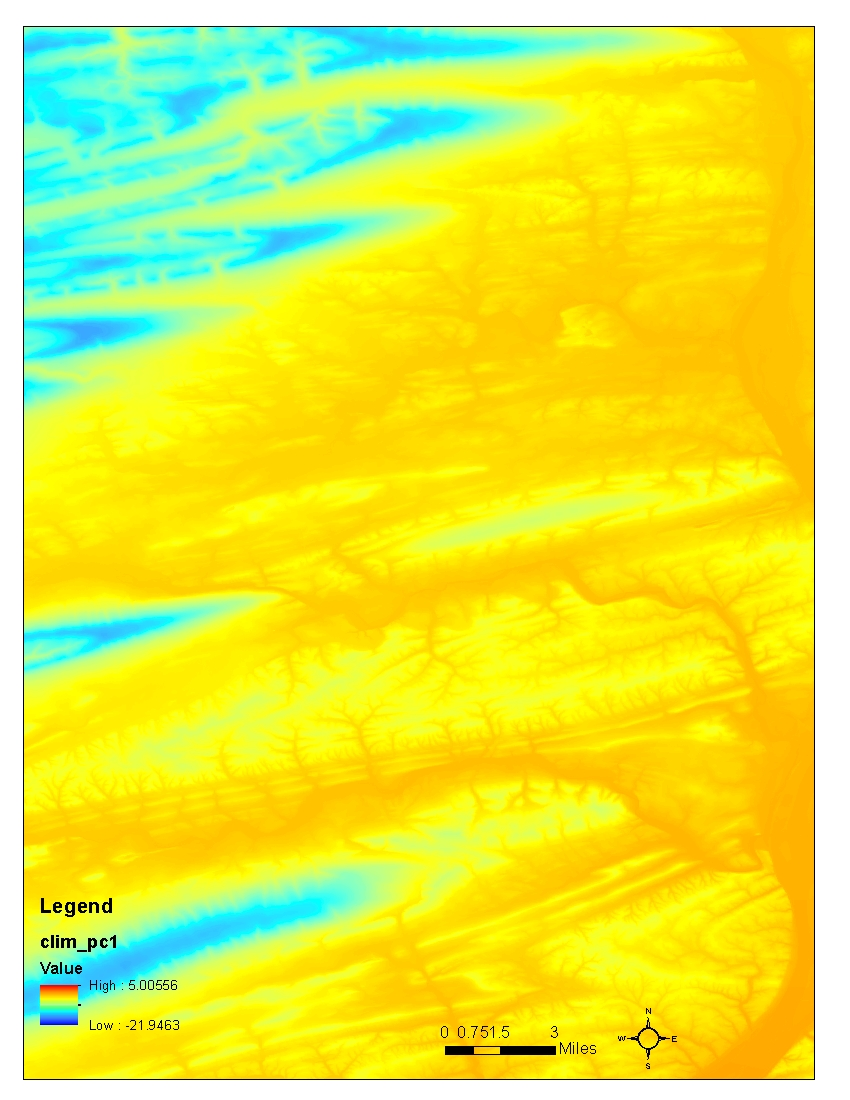 Legend
clim_pc1
Value
High : 5.00556
Low : -21.9463
0 0.751.5 3
Miles
N
W E
S